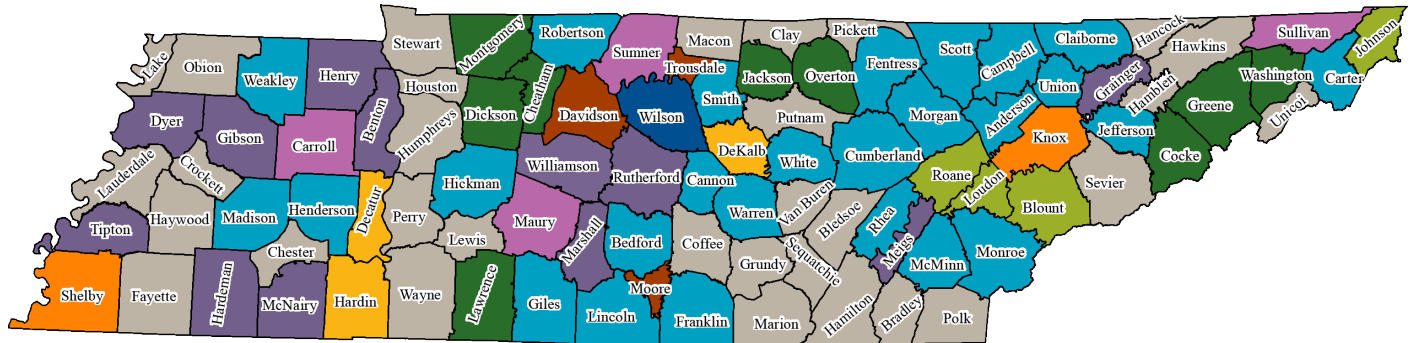 Lake
Obion
Weakley
Henry
Stewart
Montgomery
Robertson
Sumner
Macon
Trousdale
Clay
Pickett
Scott
Campbell
Claiborne
Hancock
Hawkins
Sullivan
Johnson
Houston
Dickson
Cheatham
Davidson
Wilson
Smith
Jackson
Overton
Fentress
Union
Grainger
Hamblen
Greene
Washington
Carter
Unicoi
Dyer
Gibson
Carroll
Benton
Humphreys
Putnam
Morgan
Anderson
Knox
Jefferson
Cocke
Lauderdale
Crockett
Williamson
Rutherford
DeKalb
White
Cumberland
Roane
Loudon
Blount
Sevier
Haywood
Madison
Henderson
Decatur
Perry
Hickman
Maury
Lewis
Marshall
Bedford
Cannon
Warren
Van Buren
Bledsoe
Rhea
Meigs
McMinn
Monroe
Tipton
Chester
Coffee
Grundy
Sequatchie
Shelby
Fayette
Hardeman
McNairy
Hardin
Wayne
Lawrence
Giles
Lincoln
Moore
Franklin
Marion
Hamilton
Bradley
Polk